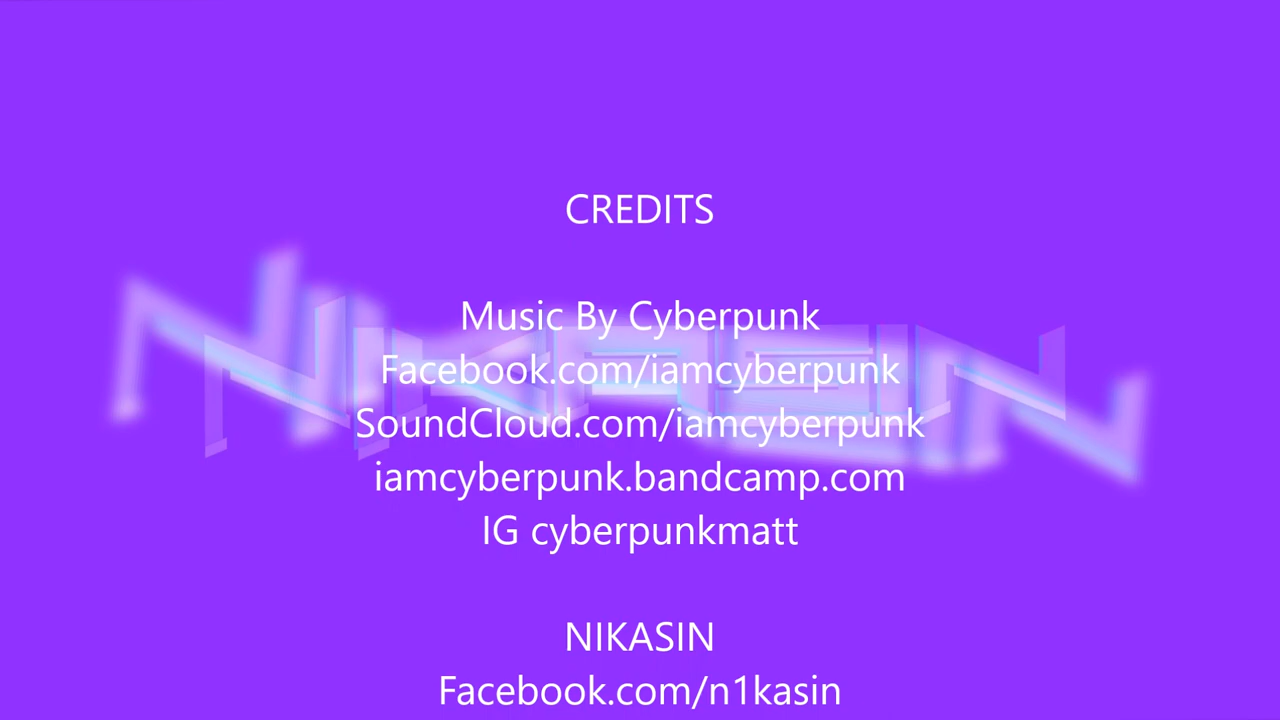 CREDITS
Music By Cyberpunk
Facebook.com/iamcyberpunk
SoundCloud.com/iamcyberpunk
iamcyberpunk.bandcamp.com
IG cyberpunkmatt
NIKASIN
NIKASIN
Facebook.com/n1kasin